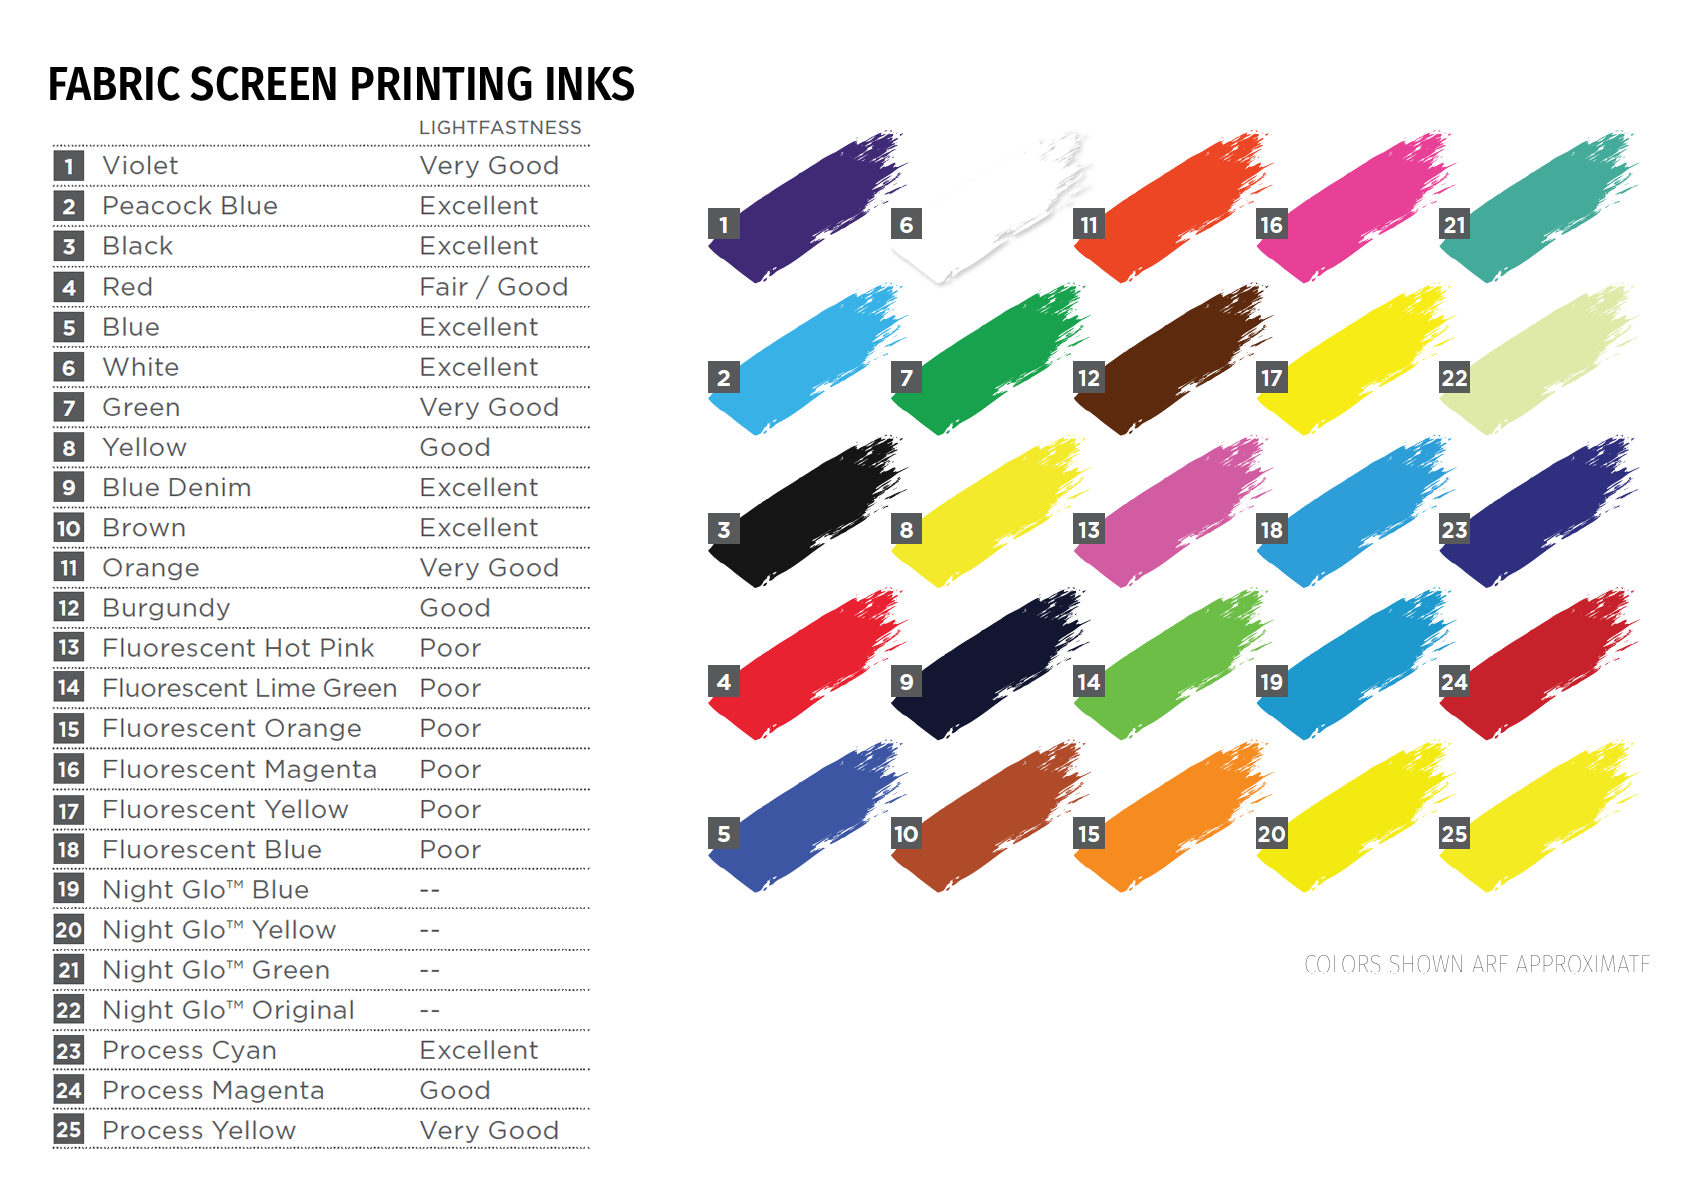 FABRIC SCREEN PRINTING INKS
LIGHTFASTNESS
1 Violet Very Good
2 Peacock Blue Excellent
3 Black Excellent
4 Red Fair / Good
5 Blue Excellent
6 White Excellent
7 Green Very Good
8 Yellow Good
9 Blue Denim Excellent
10 Brown Excellent
11 Orange Very Good
12 Burgundy Good
13 Fluorescent Hot Pink Poor
14 Fluorescent Lime Green Poor
15 Fluorescent Orange Poor
16 Fluorescent Magenta Poor
17 Fluorescent Yellow Poor
18 Fluorescent Blue Poor
19 Night Glo™ Blue --
20 Night Glo™ Yellow --
21 Night Glo™ Green --
22 Night Glo™ Original --
23 Process Cyan Excellent
24 Process Magenta Good
25 Process Yellow Very Good
1 6 11 16 21
2 7 12 17 22
3 8 13 18 23
4 9 14 19 24
5 10 15 20 25
COLORS SHOWN ARE APPROXIMATE